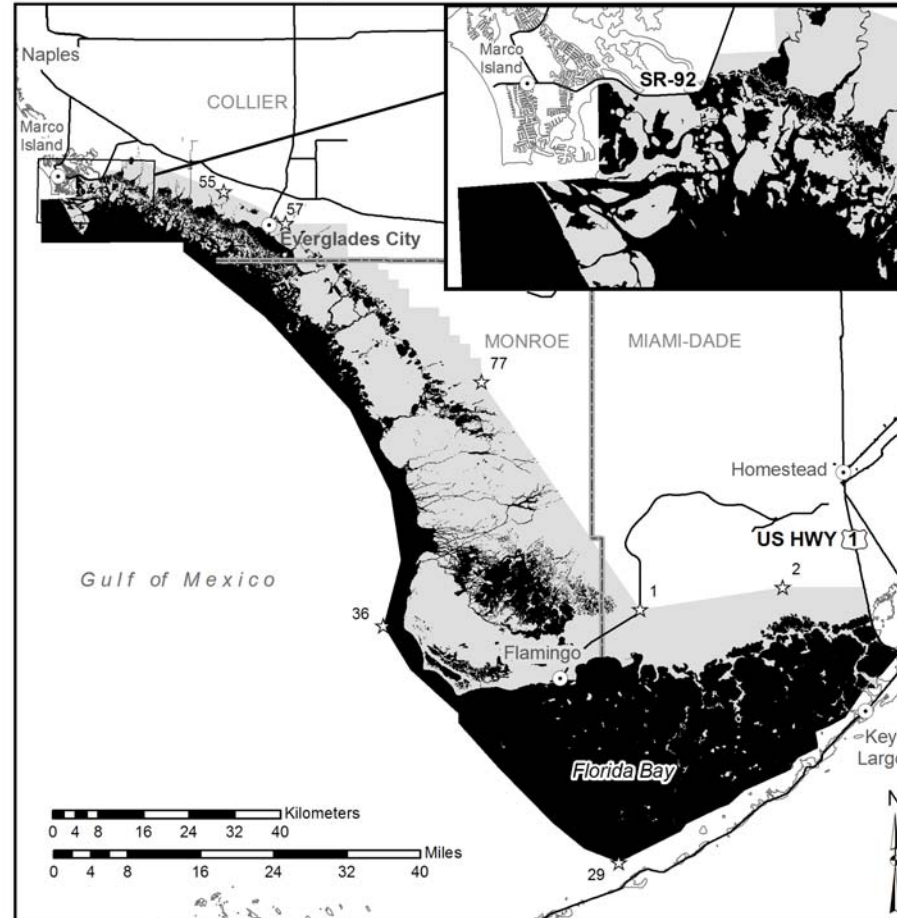 Naples
COLLIER
Marco
Island
55
57
Everglades City
Marco
Island
SR-92
MONROE
MIAMI-DADE
77
Homestead
US HWY 1
Gulf of Mexico
1
2
36
Flamingo
Key
Largo
Florida Bay
N
Kilometers
0 4 8 16 24 32 40
Miles
0 4 8 16 24 32 40
29